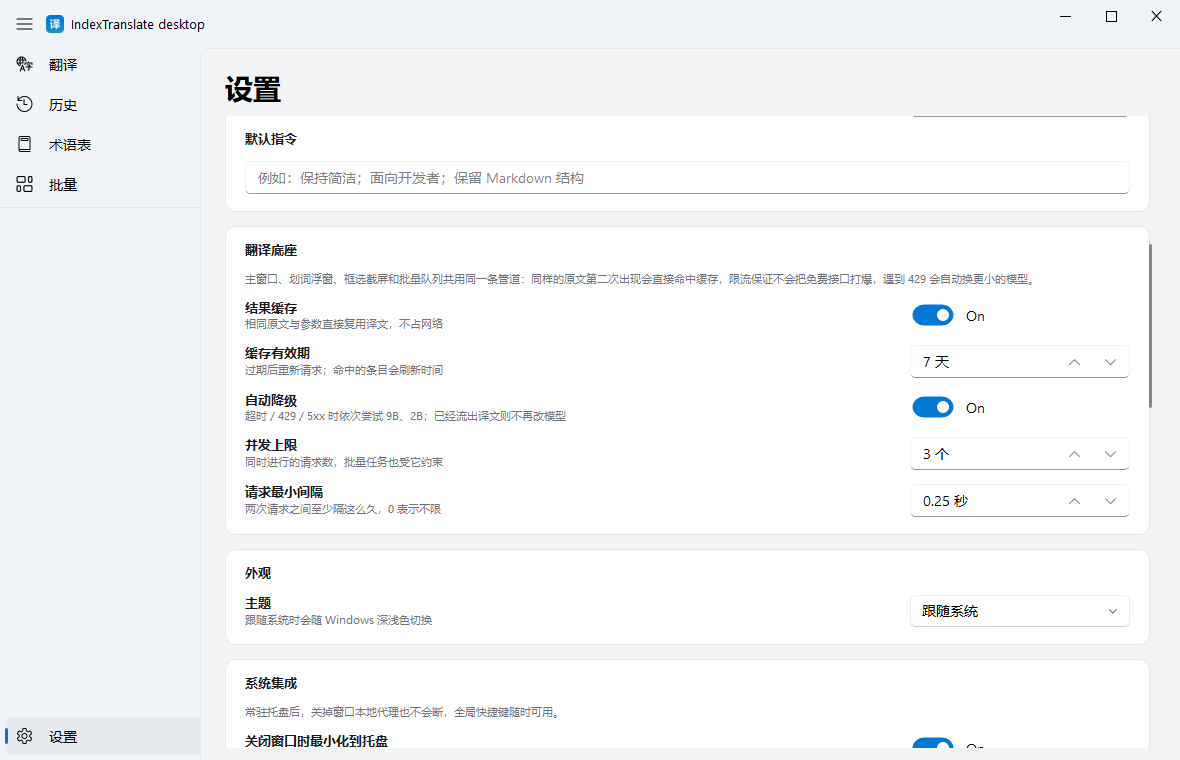 译 IndexTranslate desktop
翻译
历史
术语表
批量
设置
设置
默认指令
例如：保持简洁；面向开发者；保留 Markdown 结构
翻译底座
主窗口、划词浮窗、框选截屏和批量队列共用同一条管道：同样的原文第二次出现会直接命中缓存，限流保证不会把免费接口打爆，遇到 429 会自动换更小的模型。
结果缓存
相同原文与参数直接复用译文，不占网络
On
缓存有效期
过期后重新请求；命中的条目会刷新时间
7 天
自动降级
超时 / 429 / 5xx 时依次尝试 9B、2B；已经流出译文则不再改模型
On
并发上限
同时进行的请求数，批量任务也受它约束
3 个
请求最小间隔
两次请求之间至少隔这么久，0 表示不限
0.25 秒
外观
主题
跟随系统时会随 Windows 深浅色切换
跟随系统
系统集成
常驻托盘后，关掉窗口本地代理也不会断，全局快捷键随时可用。
关闭窗口时最小化到托盘
On